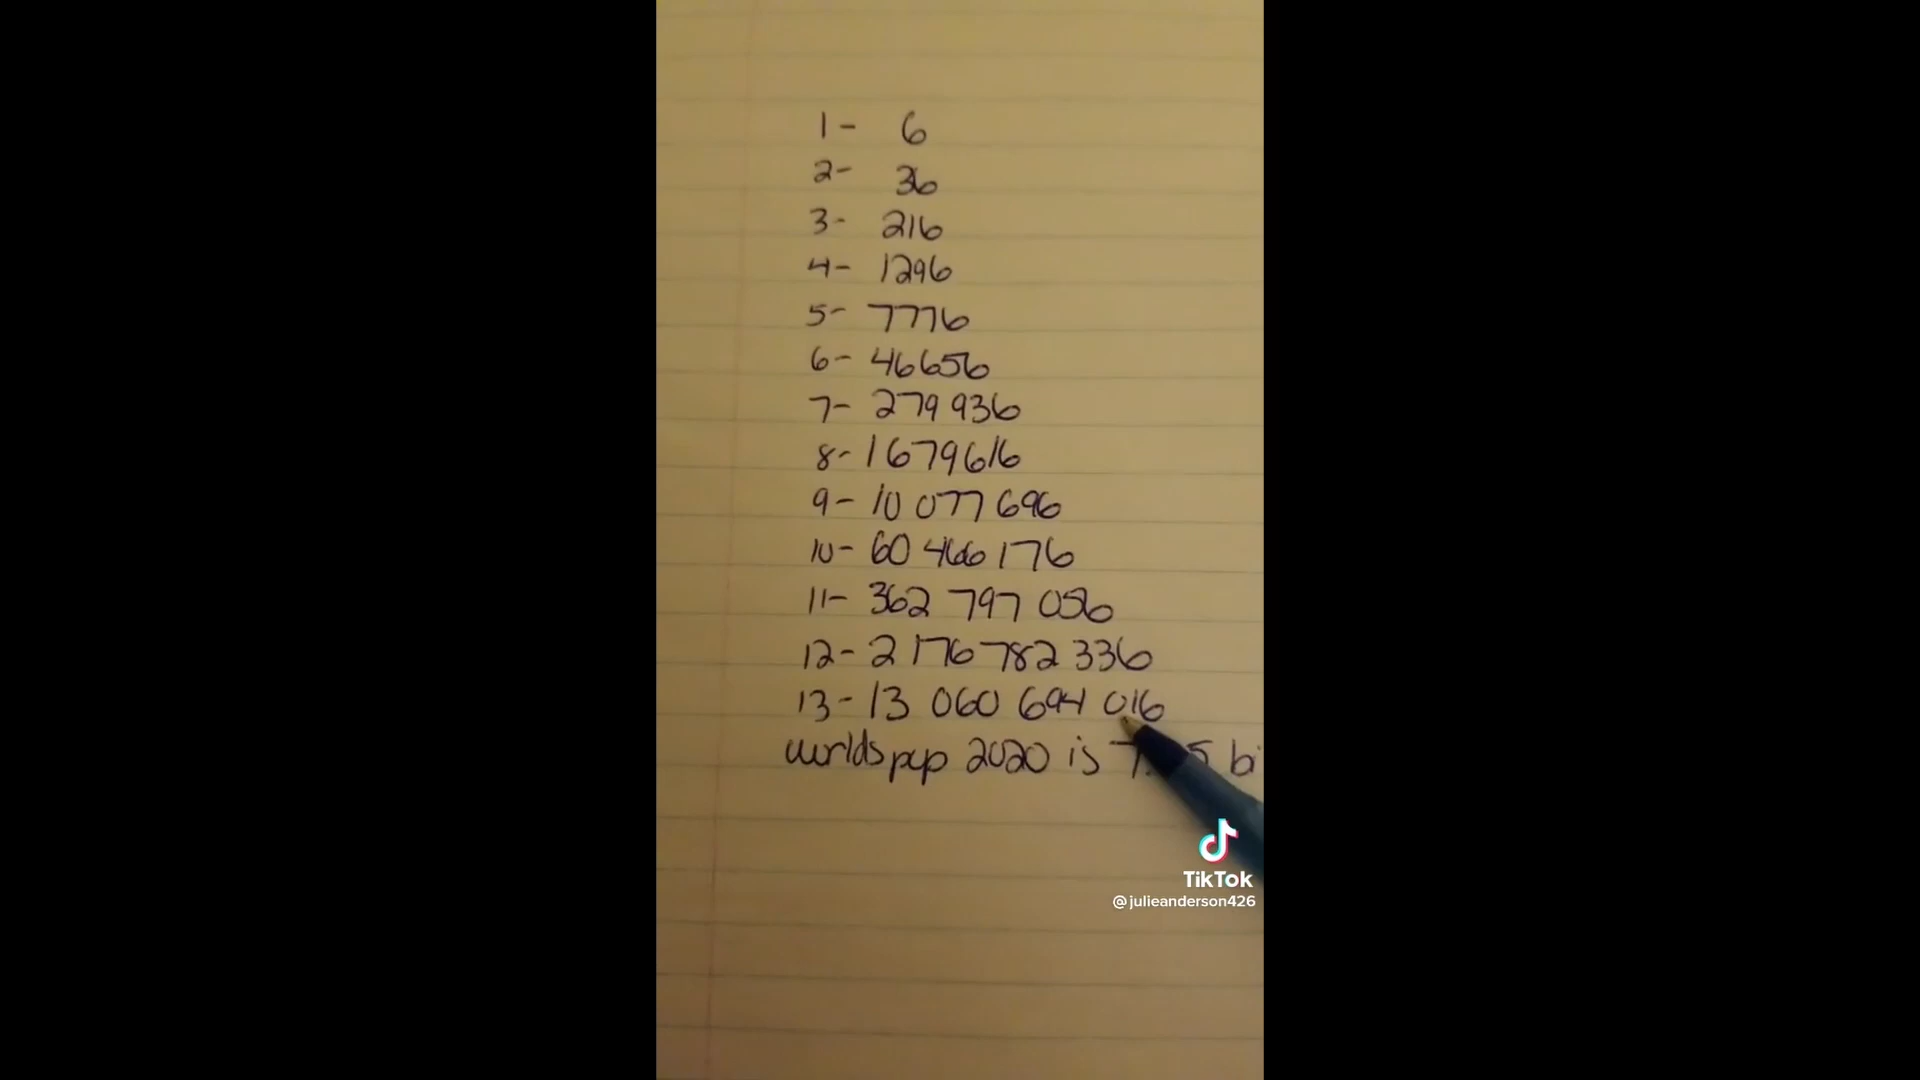 1- 6
2- 36
3- 216
4- 1296
5- 7776
6- 46656
7- 279 936
8- 1679616
9- 10 077 696
10- 60 466 176
11- 362 797 056
12- 2 176 782 336
13- 13 060 694 016
worlds pop 2020 is
TikTok
@julieanderson426